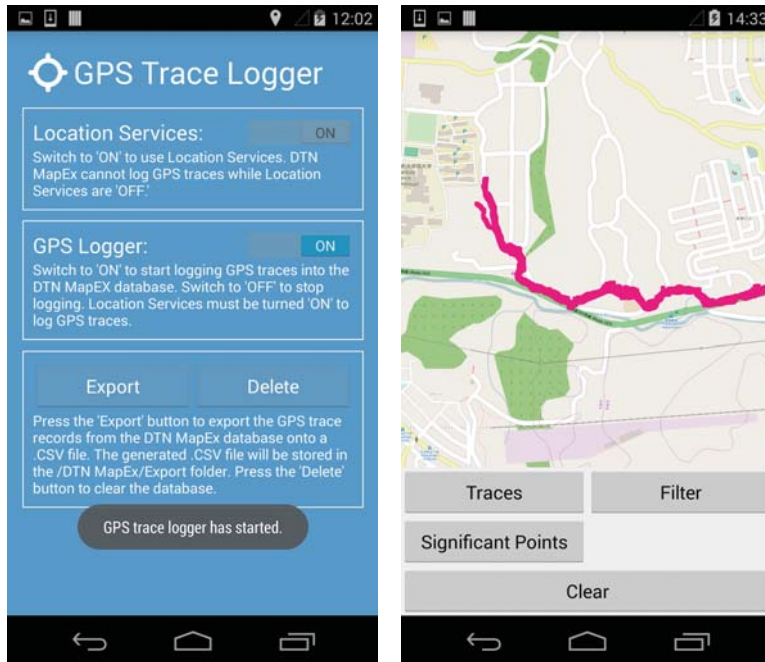 12:02
GPS Trace Logger
Location Services:
ON
Switch to 'ON' to use Location Services. DTN
MapEx cannot log GPS traces while Location
Services are 'OFF.'
GPS Logger:
ON
Switch to 'ON' to start logging GPS traces into the
DTN MapEX database. Switch to 'OFF' to stop
logging. Location Services must be turned 'ON' to
log GPS traces.
Export
Delete
Press the 'Export' button to export the GPS trace
records from the DTN MapEx database onto a
.CSV file. The generated .CSV file will be stored in
the /DTN MapEx/Export folder. Press the 'Delete'
button to clear the database.
GPS trace logger has started.
14:33
Traces
Filter
Significant Points
Clear